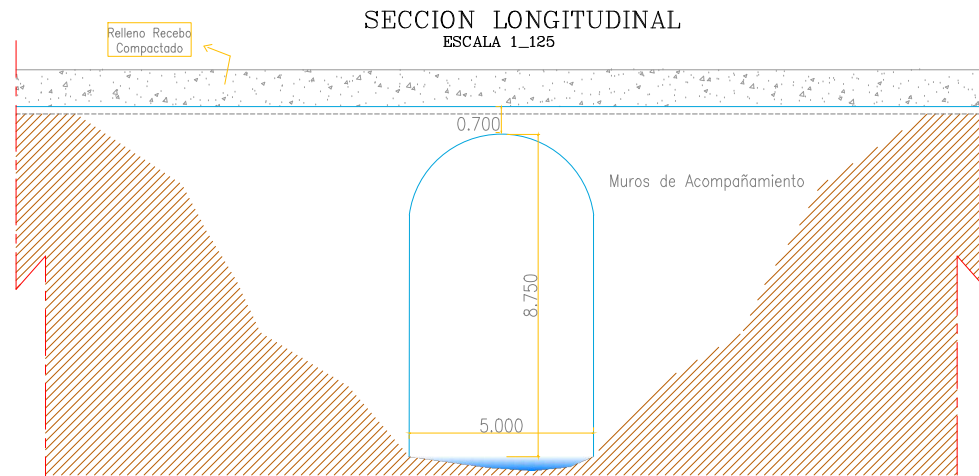 SECCION LONGITUDINAL
ESCALA 1_125
Relleno Recebo
Compactado
0.700
Muros de Acompañamiento
8.750
5.000